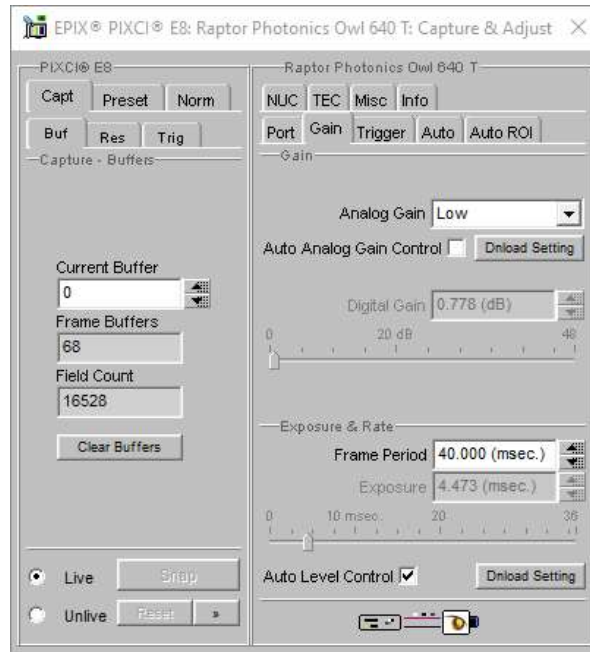 EPIX® PIXCI® E8: Raptor Photonics Owl 640 T: Capture & Adjust
PIXCI® E8
Capt Preset Norm
Buf Res Trig
Capture - Buffers
Current Buffer
0
Frame Buffers
68
Field Count
16528
Clear Buffers
Live Snap
Unlive Reset »
Raptor Photonics Owl 640 T
NUC TEC Misc Info
Port Gain Trigger Auto Auto ROI
Gain
Analog Gain Low
Auto Analog Gain Control Dnload Setting
Digital Gain 0.778 (dB)
0 20 dB 48
Exposure & Rate
Frame Period 40.000 (msec.)
Exposure 4.473 (msec.)
0 10 msec. 20 36
Auto Level Control Dnload Setting